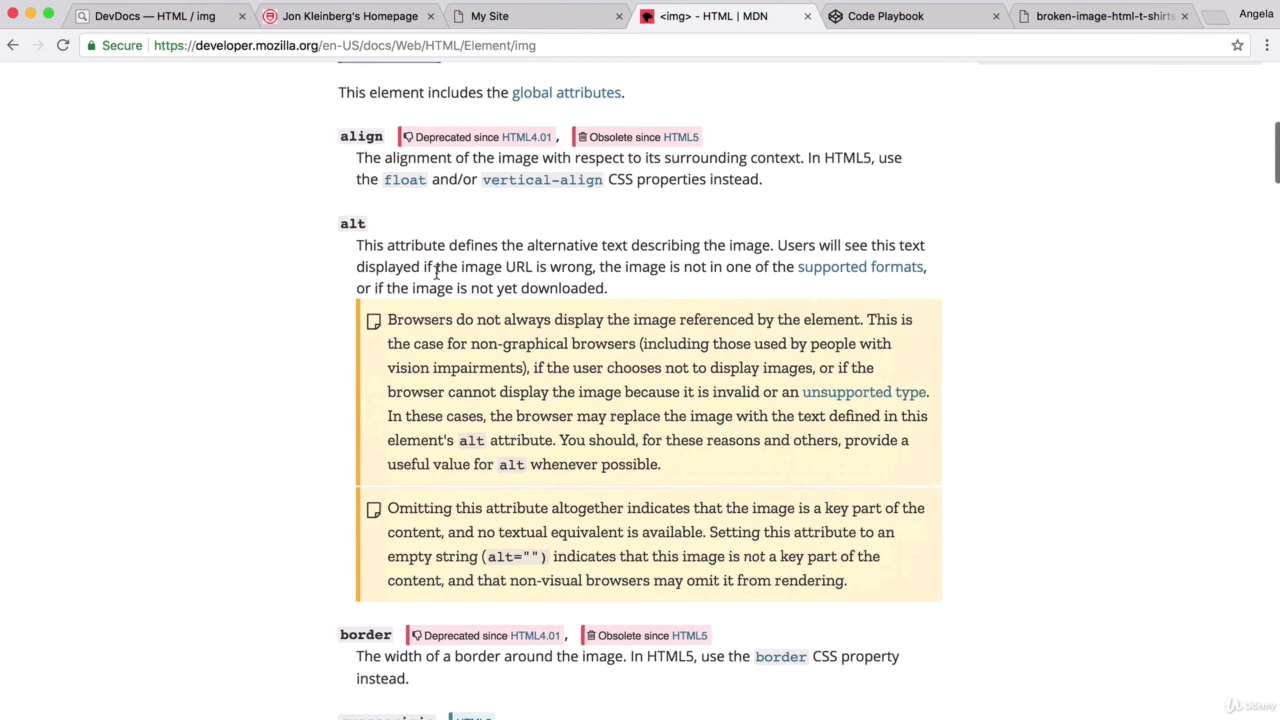 DevDocs — HTML / img
Jon Kleinberg's Homepage
My Site
<img> - HTML | MDN
Code Playbook
broken-image-html-t-shirts
Angela
Secure
https://developer.mozilla.org/en-US/docs/Web/HTML/Element/img
This element includes the global attributes.
align Deprecated since HTML4.01, Obsolete since HTML5
The alignment of the image with respect to its surrounding context. In HTML5, use
the float and/or vertical-align CSS properties instead.
alt
This attribute defines the alternative text describing the image. Users will see this text
displayed if the image URL is wrong, the image is not in one of the supported formats,
or if the image is not yet downloaded.
Browsers do not always display the image referenced by the element. This is
the case for non-graphical browsers (including those used by people with
vision impairments), if the user chooses not to display images, or if the
browser cannot display the image because it is invalid or an unsupported type.
In these cases, the browser may replace the image with the text defined in this
element's alt attribute. You should, for these reasons and others, provide a
useful value for alt whenever possible.
Omitting this attribute altogether indicates that the image is a key part of the
content, and no textual equivalent is available. Setting this attribute to an
empty string (alt="") indicates that this image is not a key part of the
content, and that non-visual browsers may omit it from rendering.
border Deprecated since HTML4.01, Obsolete since HTML5
The width of a border around the image. In HTML5, use the border CSS property
instead.
HTML5
Udemy